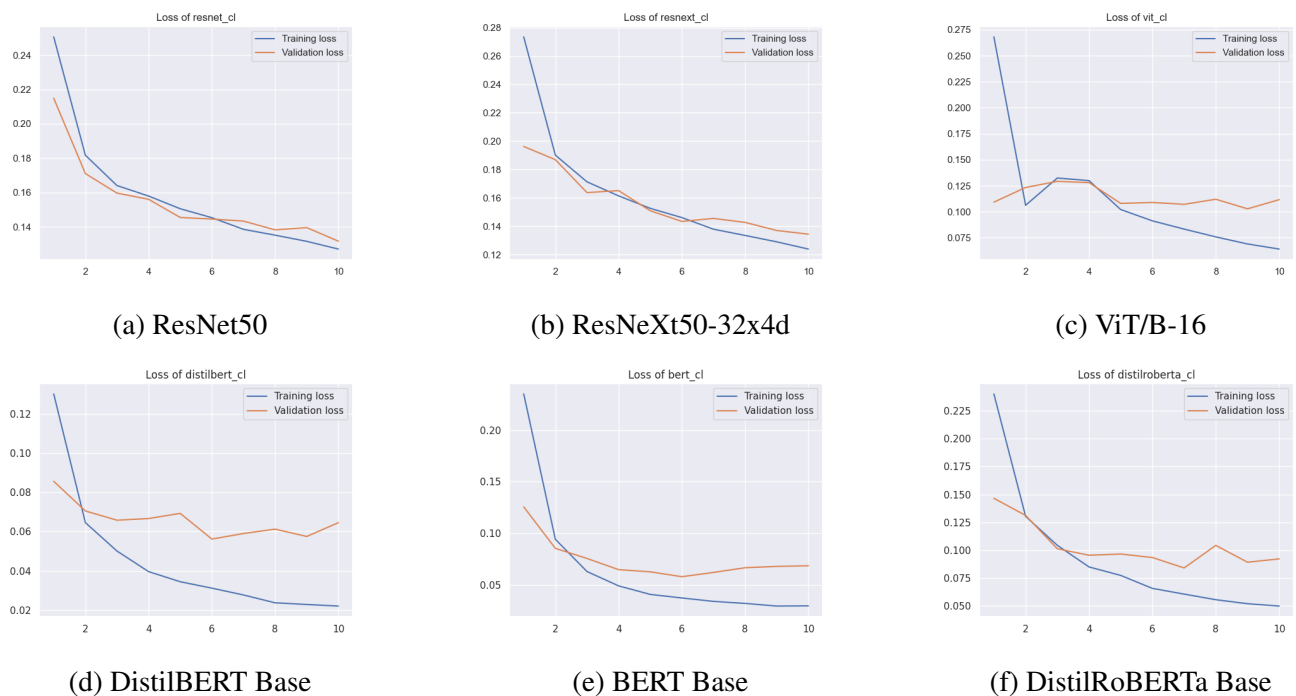 Loss of resnet_cl
Training loss
Validation loss
0.24
0.22
0.20
0.18
0.16
0.14
2 4 6 8 10
(a) ResNet50
Loss of resnext_cl
Training loss
Validation loss
0.28
0.26
0.24
0.22
0.20
0.18
0.16
0.14
0.12
2 4 6 8 10
(b) ResNeXt50-32x4d
Loss of vit_cl
Training loss
Validation loss
0.275
0.250
0.225
0.200
0.175
0.150
0.125
0.100
0.075
2 4 6 8 10
(c) ViT/B-16
Loss of distilbert_cl
Training loss
Validation loss
0.12
0.10
0.08
0.06
0.04
0.02
2 4 6 8 10
(d) DistilBERT Base
Loss of bert_cl
Training loss
Validation loss
0.20
0.15
0.10
0.05
2 4 6 8 10
(e) BERT Base
Loss of distilroberta_cl
Training loss
Validation loss
0.225
0.200
0.175
0.150
0.125
0.100
0.075
0.050
2 4 6 8 10
(f) DistilRoBERTa Base